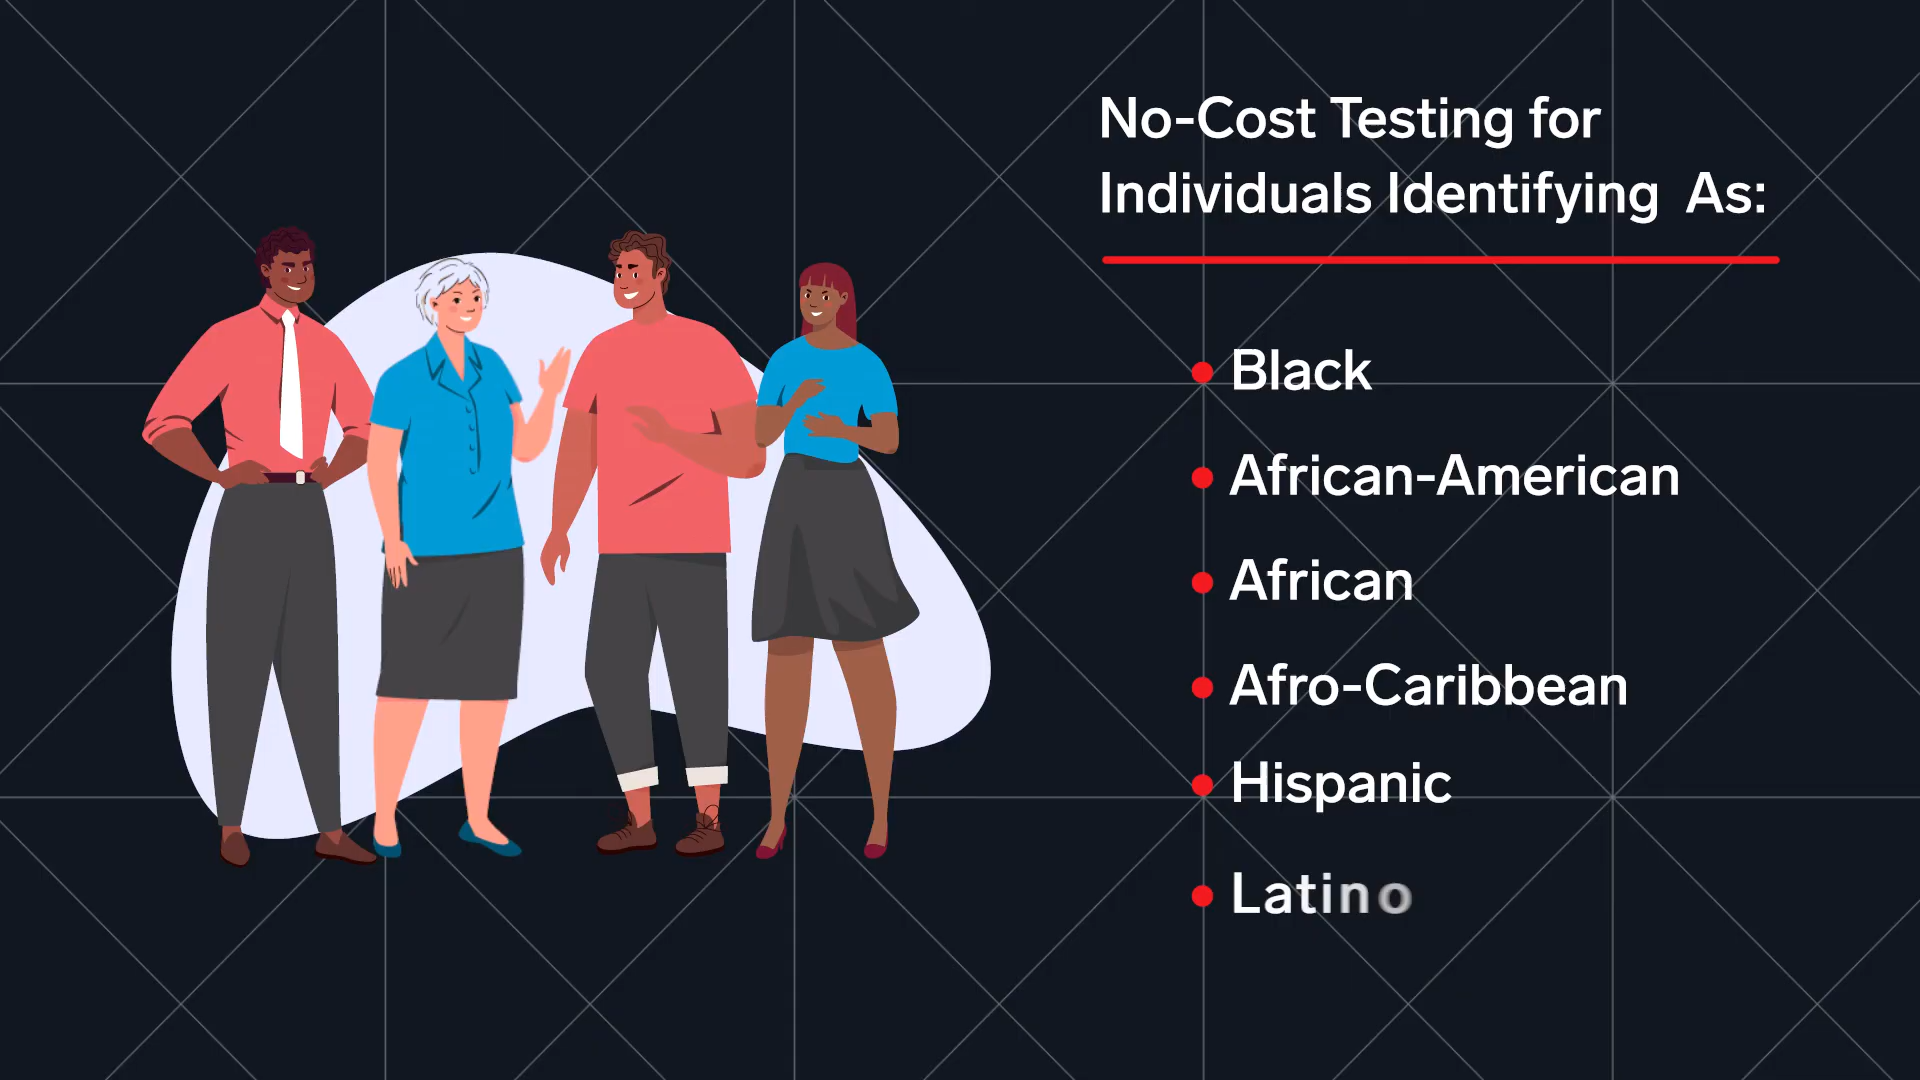 No-Cost Testing for
Individuals Identifying As:
Black
African-American
African
Afro-Caribbean
Hispanic
Latino